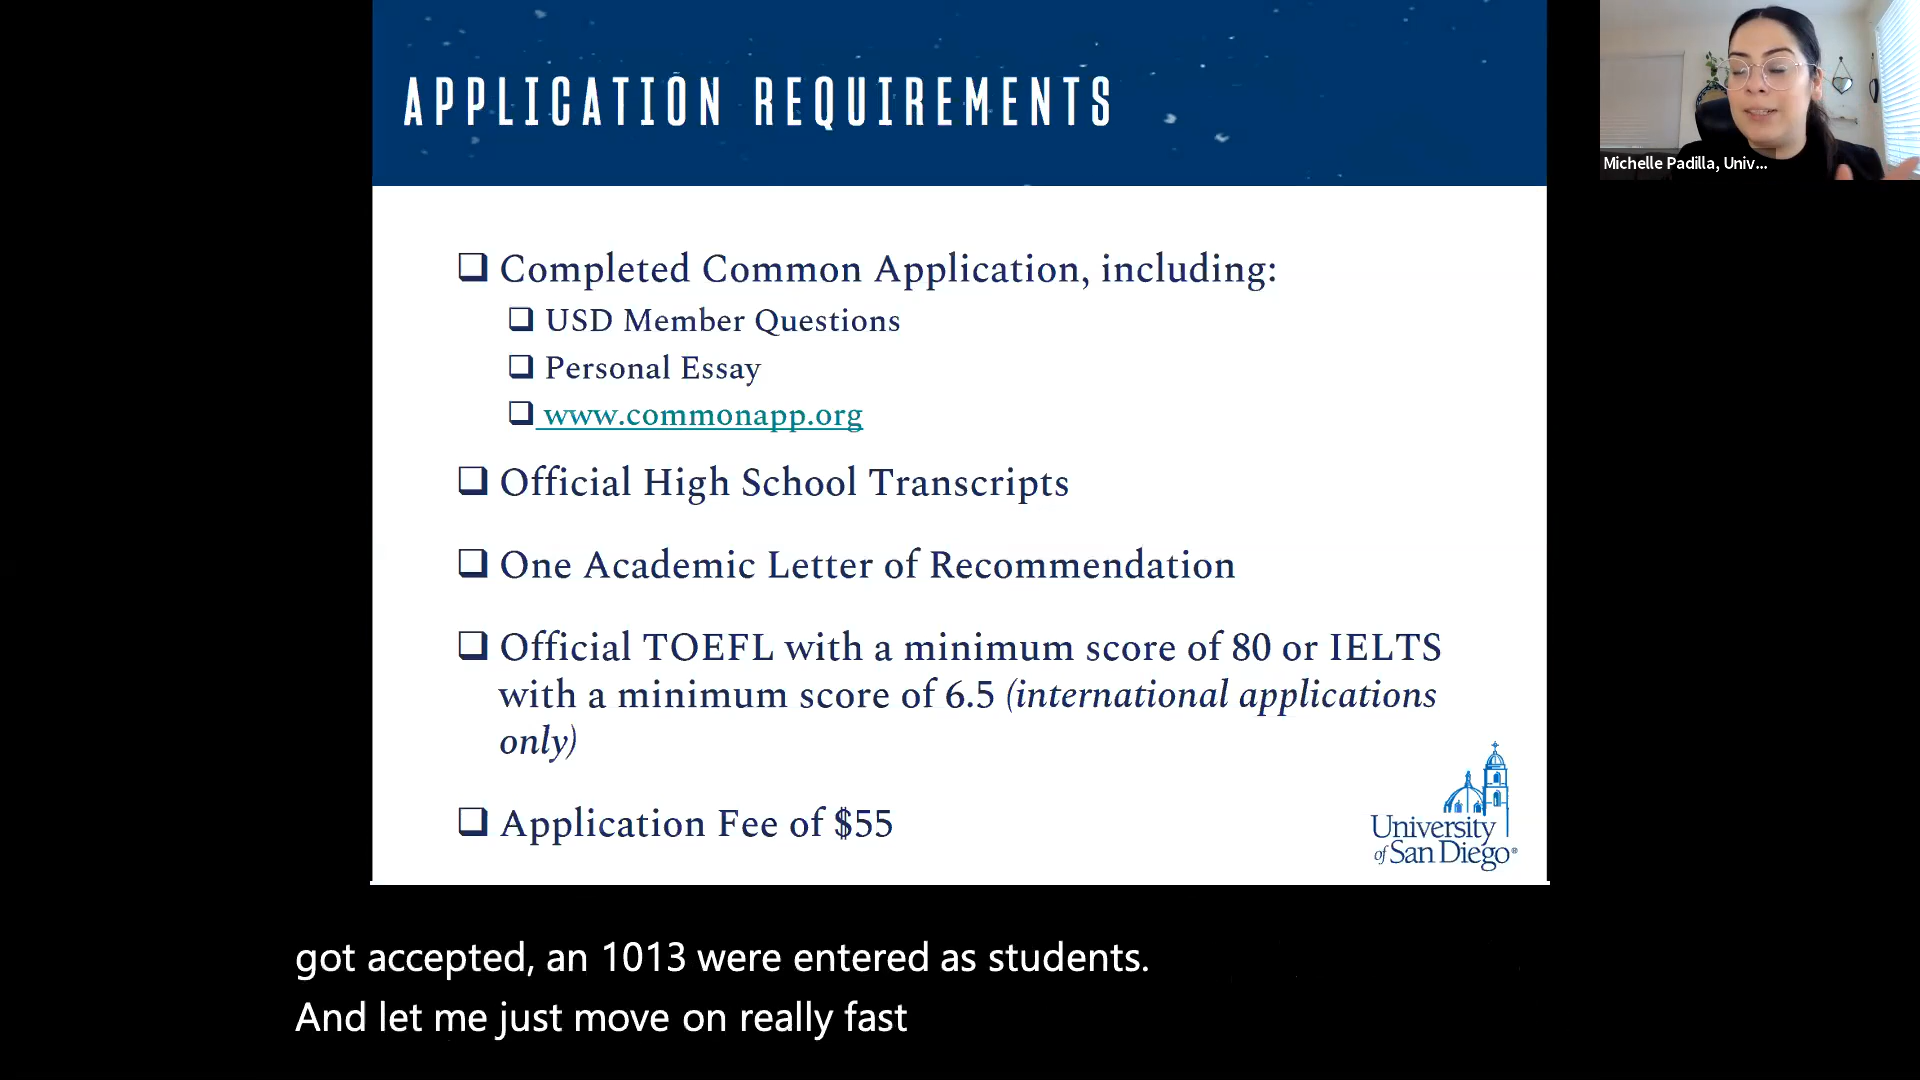 APPLICATION REQUIREMENTS
Michelle Padilla, Univ...
Completed Common Application, including:
USD Member Questions
Personal Essay
www.commonapp.org
Official High School Transcripts
One Academic Letter of Recommendation
Official TOEFL with a minimum score of 80 or IELTS
with a minimum score of 6.5 (international applications
only)
Application Fee of $55
University
of San Diego®
got accepted, an 1013 were entered as students.
And let me just move on really fast